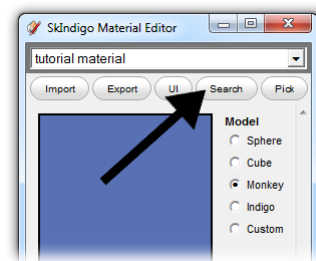 SkIndigo Material Editor
tutorial material
Import Export UI Search Pick
Model
Sphere
Cube
Monkey
Indigo
Custom